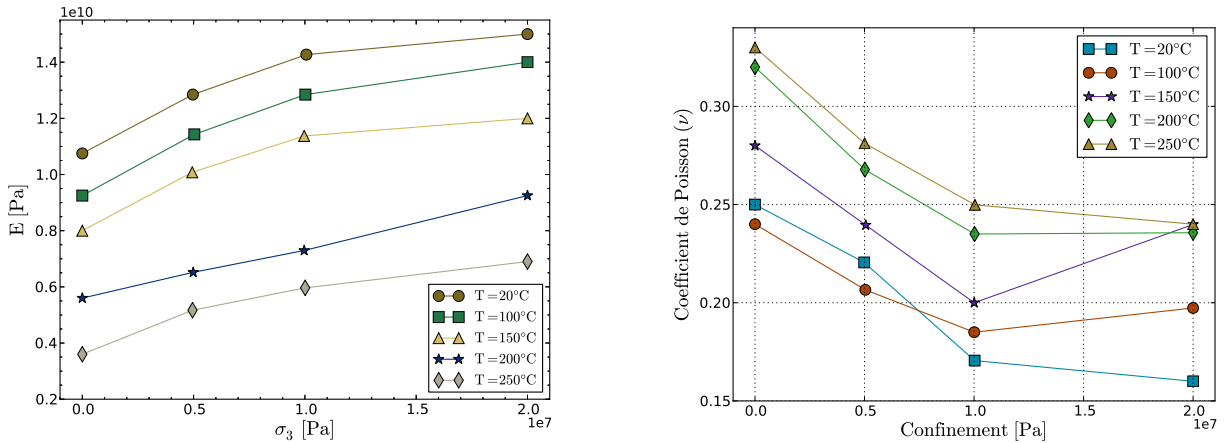 1e10
1.4
1.2
1.0
0.8
0.6
0.4
0.2
E [Pa]
0.0 0.5 1.0 1.5 2.0
1e7
σ₃ [Pa]
T=20°C
T=100°C
T=150°C
T=200°C
T=250°C
0.30
0.25
0.20
0.15
Coefficient de Poisson (ν)
0.0 0.5 1.0 1.5 2.0
1e7
Confinement [Pa]
T=20°C
T=100°C
T=150°C
T=200°C
T=250°C